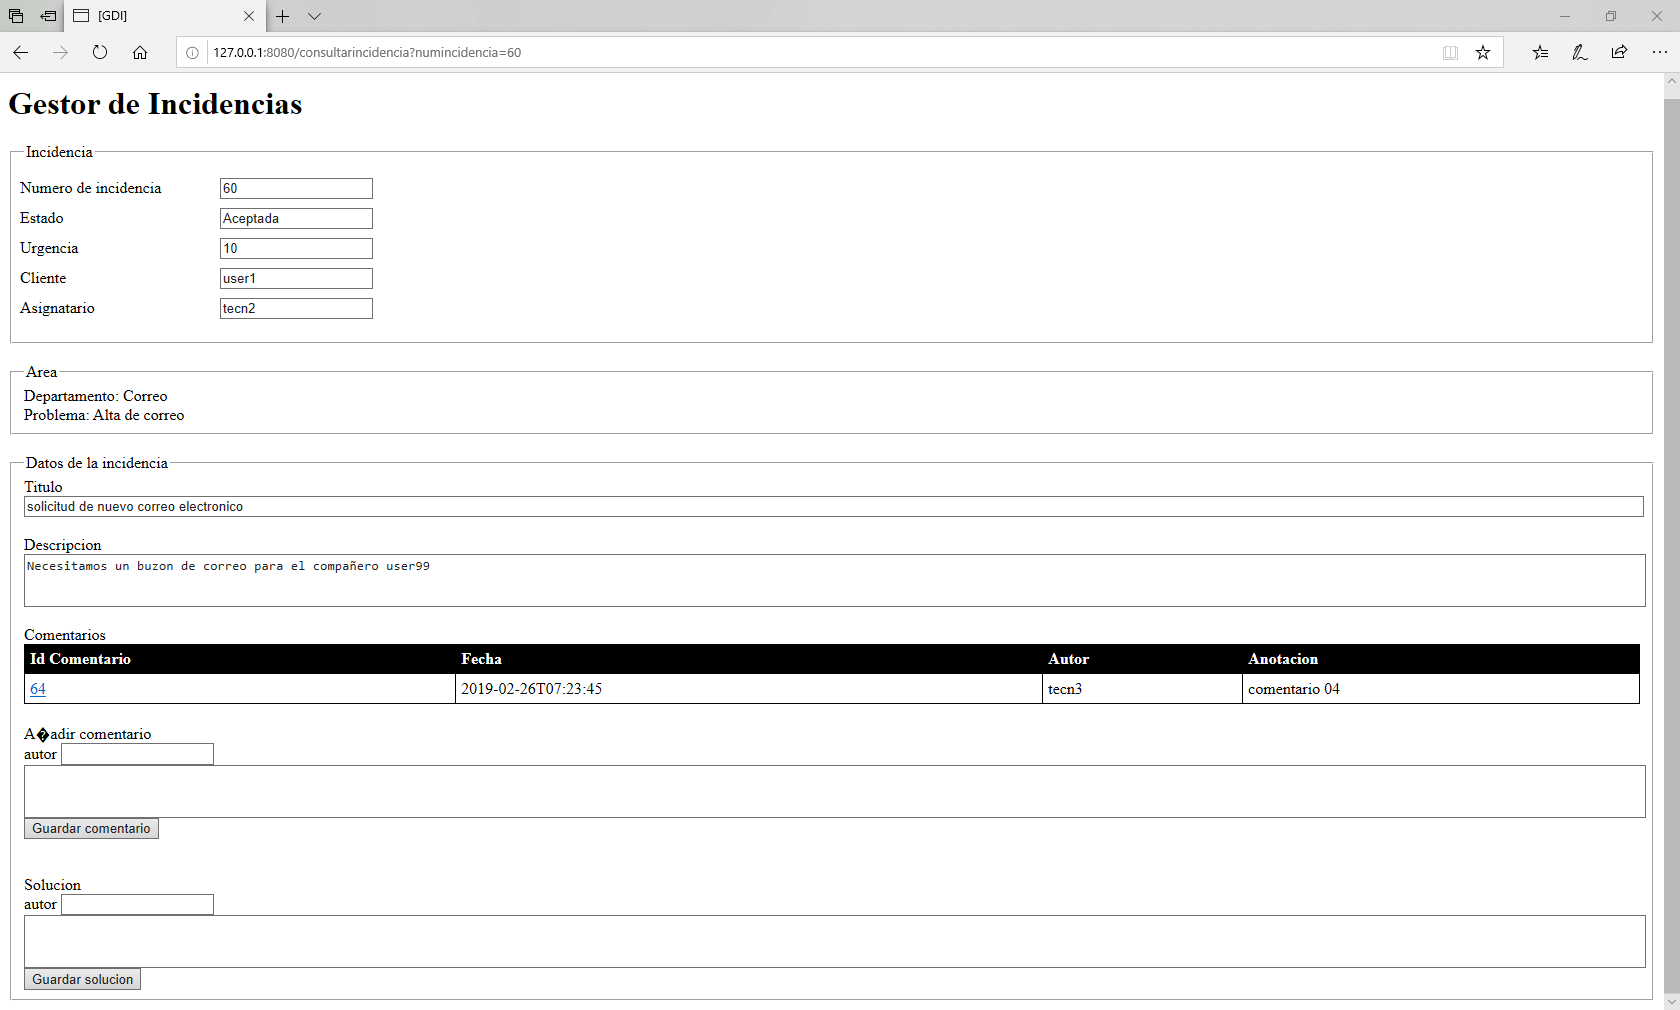 [GDI]
127.0.0.1:8080/consultarincidencia?numincidencia=60
Gestor de Incidencias
Incidencia
Numero de incidencia 60
Estado Aceptada
Urgencia 10
Cliente user1
Asignatario tecn2
Area
Departamento: Correo
Problema: Alta de correo
Datos de la incidencia
Titulo
solicitud de nuevo correo electronico
Descripcion
Necesitamos un buzon de correo para el compañero user99
Comentarios
Id Comentario Fecha Autor Anotacion
64 2019-02-26T07:23:45 tecn3 comentario 04
A�adir comentario
autor
Guardar comentario
Solucion
autor
Guardar solucion